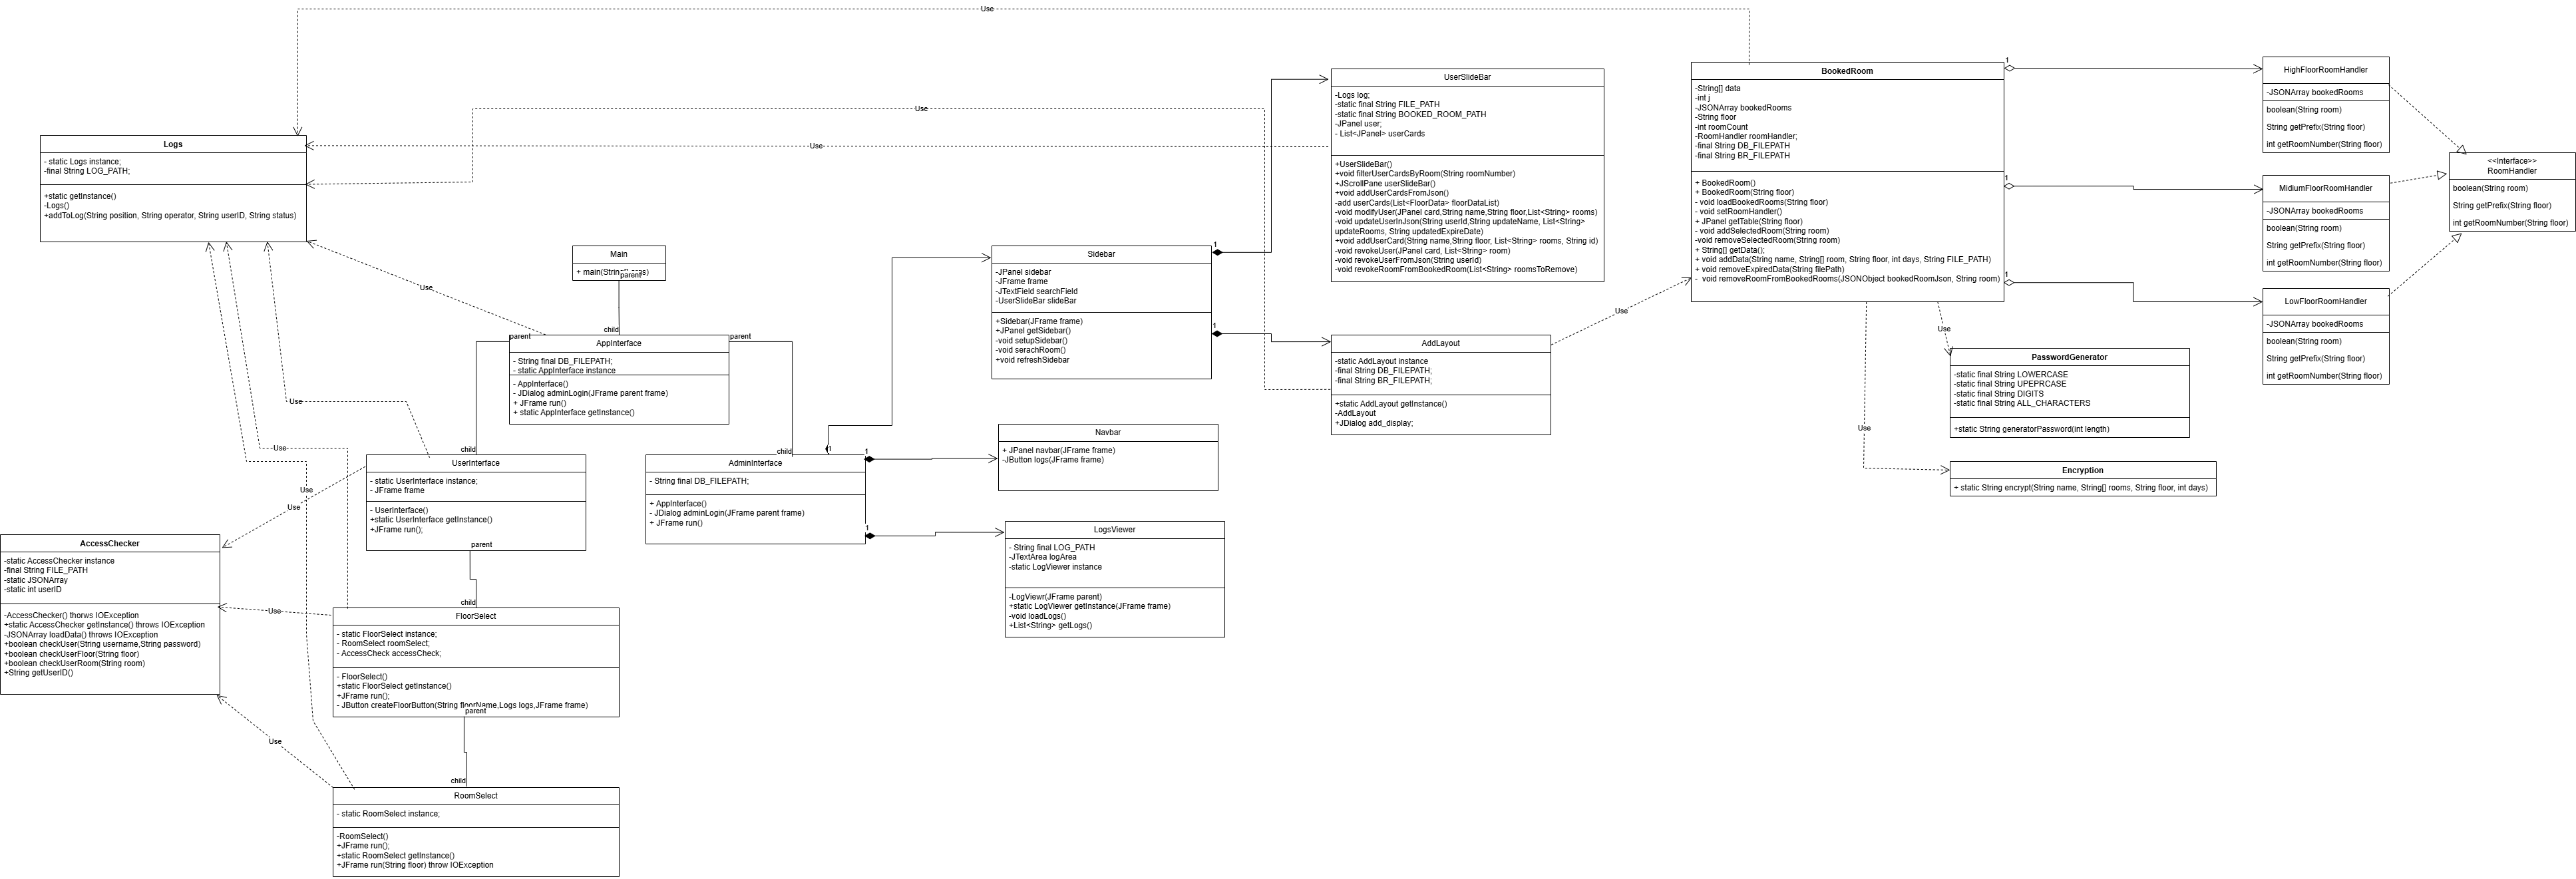 Use
Logs
- static Logs instance;
-final String LOG_PATH;
+static getInstance()
-Logs()
+addToLog(String position, String operator, String userID, String status)
Use
Use
Use
Use
Use
Use
Use
Main
+ main(String[] args)
parent
child
parent
parent
AppInterface
- String final DB_FILEPATH;
- static AppInterface instance
- AppInterface()
- JDialog adminLogin(JFrame parent frame)
+ JFrame run()
+ static AppInterface getInstance()
child
child
UserInterface
- static UserInterface instance;
- JFrame frame
- UserInterface()
+static UserInterface getInstance()
+JFrame run();
parent
child
AdminInterface
- String final DB_FILEPATH;
+ AppInterface()
- JDialog adminLogin(JFrame parent frame)
+ JFrame run()
1
1
1
AccessChecker
-static AccessChecker instance
-final String FILE_PATH
-static JSONArray
-static int userID
-AccessChecker() thorws IOException
+static AccessChecker getInstance() throws IOException
-JSONArray loadData() throws IOException
+boolean checkUser(String username,String password)
+boolean checkUserFloor(String floor)
+boolean checkUserRoom(String room)
+String getUserID()
Use
Use
Use
FloorSelect
- static FloorSelect instance;
- RoomSelect roomSelect;
- AccessCheck accessCheck;
- FloorSelect()
+static FloorSelect getInstance()
+JFrame run();
- JButton createFloorButton(String floorName,Logs logs,JFrame frame)
parent
child
RoomSelect
- static RoomSelect instance;
-RoomSelect()
+JFrame run();
+static RoomSelect getInstance()
+JFrame run(String floor) throw IOException
Sidebar
-JPanel sidebar
-JFrame frame
-JTextField searchField
-UserSlideBar slideBar
+Sidebar(JFrame frame)
+JPanel getSidebar()
-void setupSidebar()
-void serachRoom()
+void refreshSidebar
1
1
Navbar
+ JPanel navbar(JFrame frame)
-JButton logs(JFrame frame)
LogsViewer
- String final LOG_PATH
-JTextArea logArea
-static LogViewer instance
-LogViewr(JFrame parent)
+static LogViewer getInstance(JFrame frame)
-void loadLogs()
+List<String> getLogs()
UserSlideBar
-Logs log;
-static final String FILE_PATH
-static final String BOOKED_ROOM_PATH
-JPanel user;
- List<JPanel> userCards
+UserSlideBar()
+void filterUserCardsByRoom(String roomNumber)
+JScrollPane userSlideBar()
+void addUserCardsFromJson()
-add userCards(List<FloorData> floorDataList)
-void modifyUser(JPanel card,String name,String floor,List<String> rooms)
-void updateUserInJson(String userId,String updateName, List<String>
updateRooms, String updatedExpireDate)
+void addUserCard(String name,String floor, List<String> rooms, String id)
-void revokeUser(JPanel card, List<String> room)
-void revokeUserFromJson(String userId)
-void revokeRoomFromBookedRoom(List<String> roomsToRemove)
AddLayout
-static AddLayout instance
-final String DB_FILEPATH;
-final String BR_FILEPATH;
+static AddLayout getInstance()
-AddLayout
+JDialog add_display;
Use
BookedRoom
-String[] data
-int j
-JSONArray bookedRooms
-String floor
-int roomCount
-RoomHandler roomHandler;
-final String DB_FILEPATH
-final String BR_FILEPATH
+ BookedRoom()
+ BookedRoom(String floor)
- void loadBookedRooms(String floor)
- void setRoomHandler()
+ JPanel getTable(String floor)
- void addSelectedRoom(String room)
-void removeSelectedRoom(String room)
+ String[] getData();
+ void addData(String name, String[] room, String floor, int days, String FILE_PATH)
+ void removeExpiredData(String filePath)
- void removeRoomFromBookedRooms(JSONObject bookedRoomJson, String room)
1
1
1
Use
PasswordGenerator
-static final String LOWERCASE
-static final String UPEPRCASE
-static final String DIGITS
-static final String ALL_CHARACTERS
+static String generatorPassword(int length)
Use
Encryption
+ static String encrypt(String name, String[] rooms, String floor, int days)
HighFloorRoomHandler
-JSONArray bookedRooms
boolean(String room)
String getPrefix(String floor)
int getRoomNumber(String floor)
MidiumFloorRoomHandler
-JSONArray bookedRooms
boolean(String room)
String getPrefix(String floor)
int getRoomNumber(String floor)
LowFloorRoomHandler
-JSONArray bookedRooms
boolean(String room)
String getPrefix(String floor)
int getRoomNumber(String floor)
<<Interface>>
RoomHandler
boolean(String room)
String getPrefix(String floor)
int getRoomNumber(String floor)